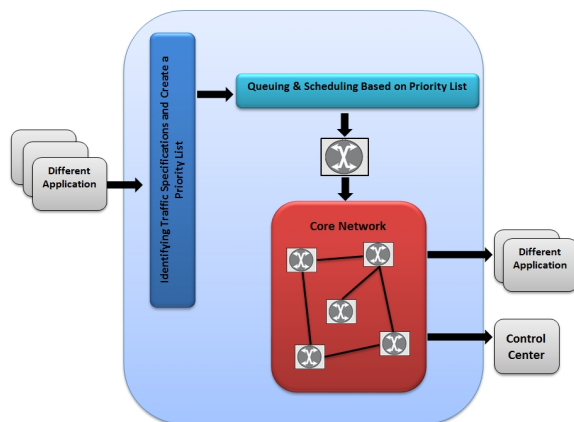 Different
Application
Identifying Traffic Specifications and Create a
Priority List
Queuing & Scheduling Based on Priority List
Core Network
Different
Application
Control
Center